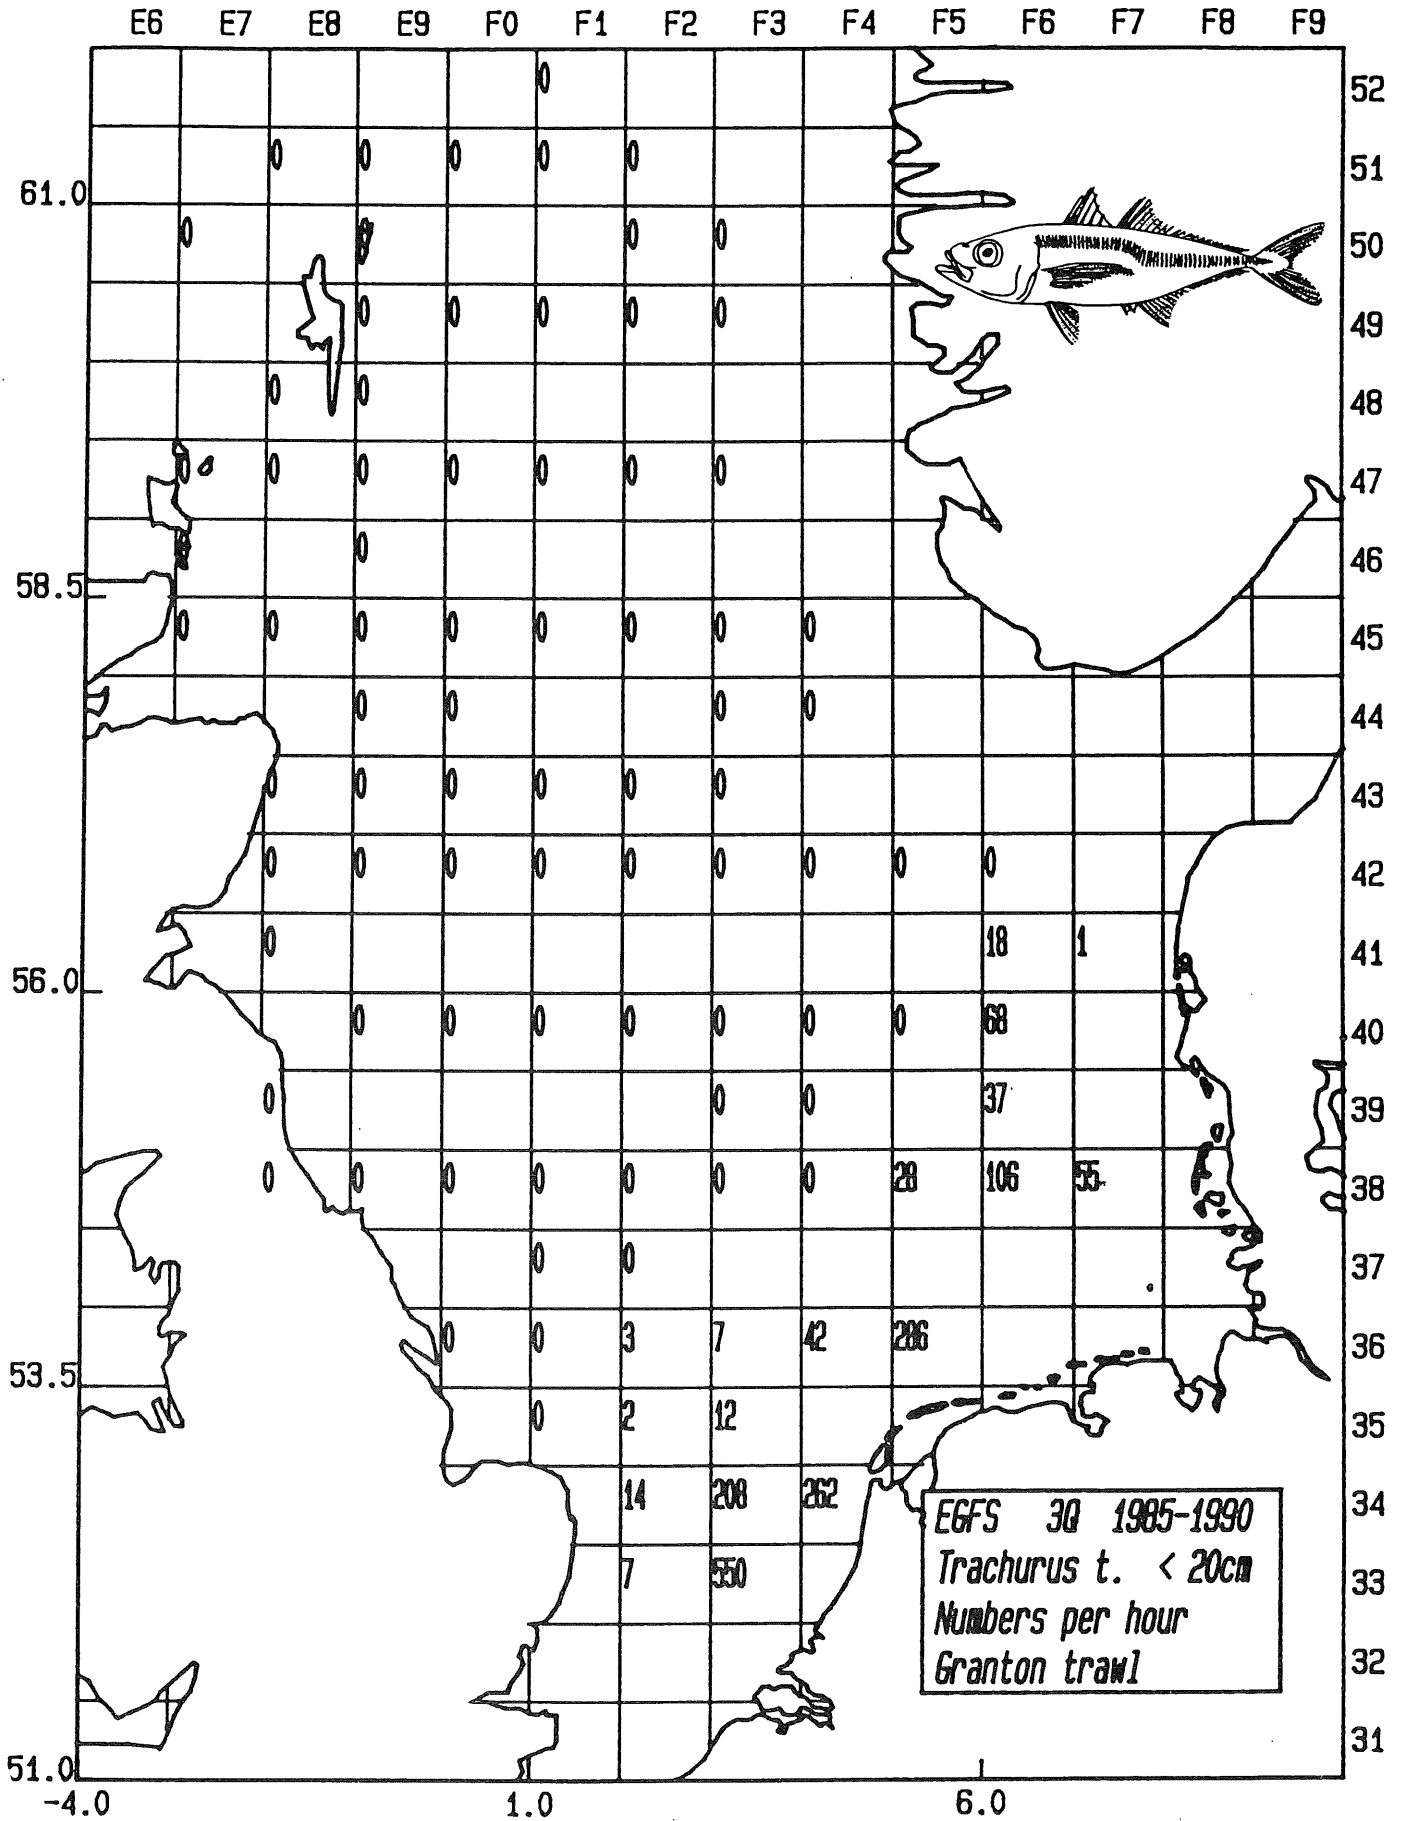 E6 E7 E8 E9 F0 F1 F2 F3 F4 F5 F6 F7 F8 F9
0 52
0 0 0 0 0 51
61.0
0 0 0 50
0 0 0 0 0 49
0 0 48
0 0 0 0 0 0 0 47
0 46
58.5
0 0 0 0 0 0 0 0 45
0 0 0 0 44
0 0 0 0 0 0 43
0 0 0 0 0 0 0 0 42
0 18 1 41
56.0
0 0 0 0 0 0 0 68 40
0 0 0 37 39
0 0 0 0 0 0 0 28 106 55 38
0 0 37
0 0 3 7 42 286 36
53.5
0 2 12 35
14 208 262 34
EGFS 3Q 1985-1990
7 550 33
Trachurus t. < 20cm
Numbers per hour
32
Granton trawl
31
51.0
-4.0 1.0 6.0